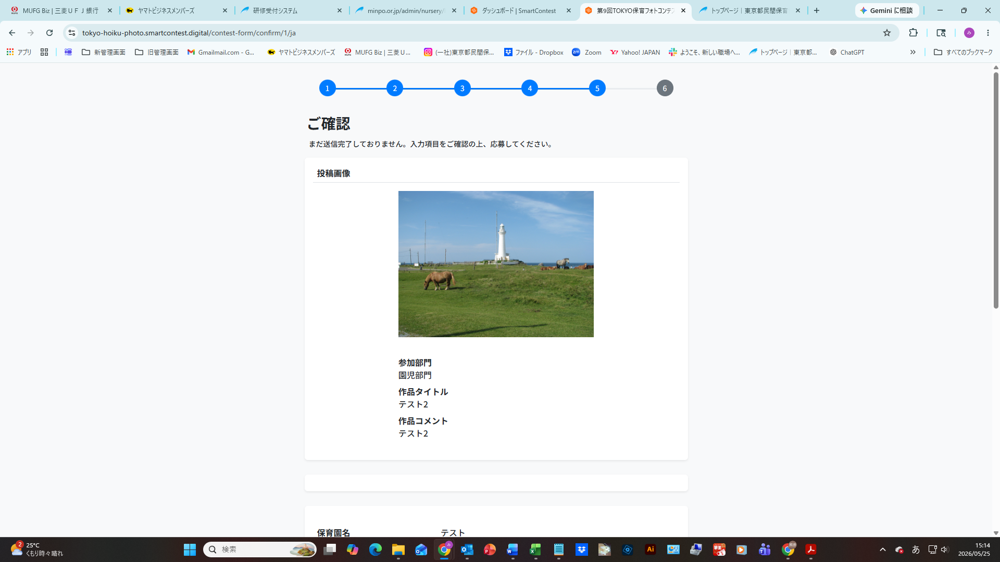 MUFG Biz | 三菱ＵＦＪ銀行
ヤマトビジネスメンバーズ
研修受付システム
minpo.or.jp/admin/nursery/
ダッシュボード | SmartContest
第9回TOKYO保育フォトコンテス
トップページ｜東京都民間保育
Gemini に相談
tokyo-hoiku-photo.smartcontest.digital/contest-form/confirm/1/ja
み
アプリ
新管理画面
旧管理画面
Gmailmail.com - G...
ヤマトビジネスメンバーズ
MUFG Biz | 三菱Ｕ...
(一社)東京都民間保...
ファイル - Dropbox
Zoom
Yahoo! JAPAN
ようこそ、新しい職場へ...
トップページ｜東京都...
ChatGPT
すべてのブックマーク
1
2
3
4
5
6
ご確認
まだ送信完了しておりません。入力項目をご確認の上、応募してください。
投稿画像
参加部門
園児部門
作品タイトル
テスト2
作品コメント
テスト2
保育園名
テスト
2
25°C
くもり時々晴れ
検索
あ
15:14
2026/05/25